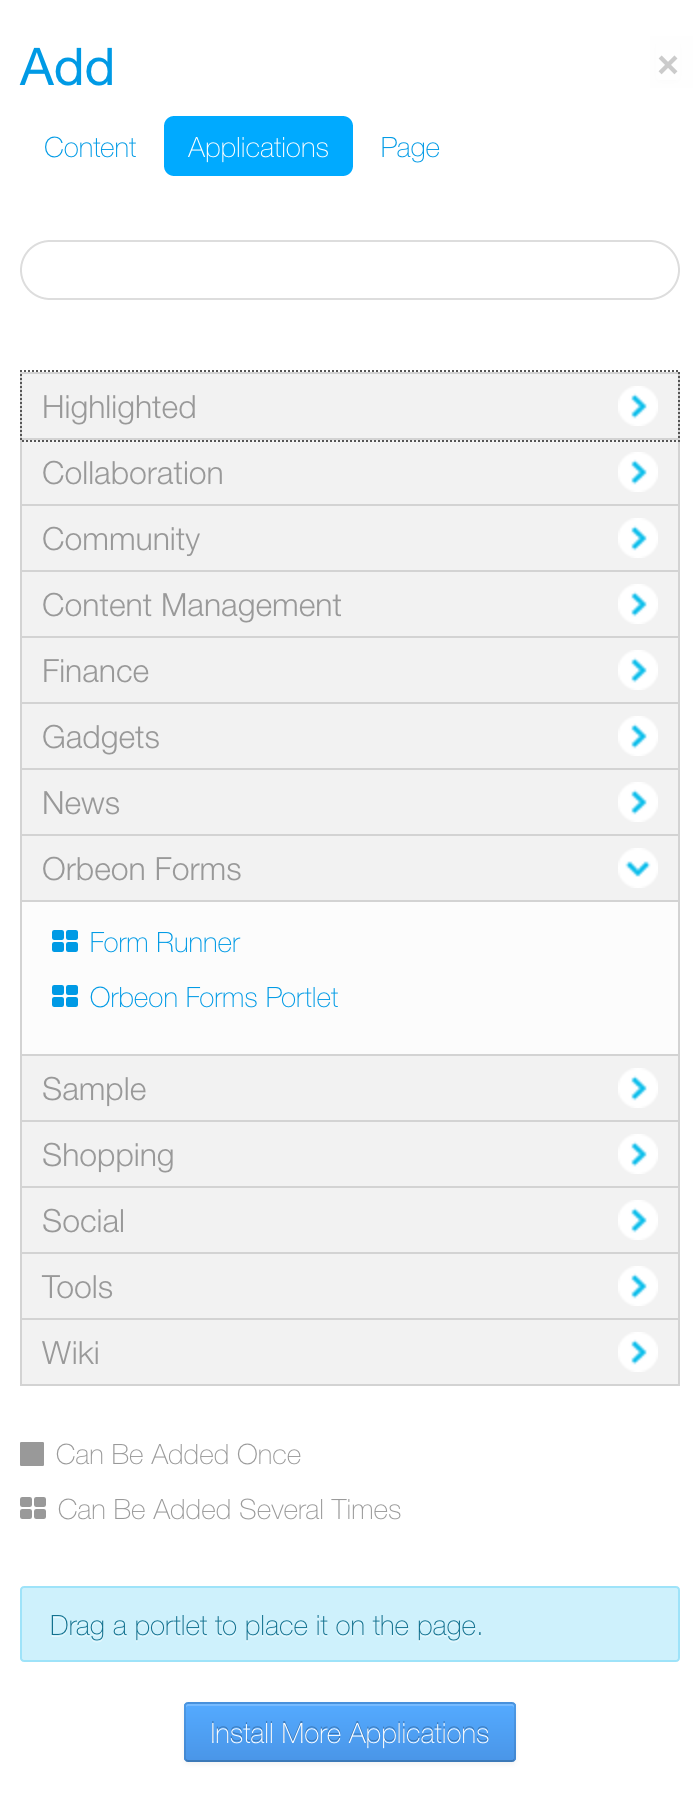 Add
×
Content Applications Page
Highlighted
Collaboration
Community
Content Management
Finance
Gadgets
News
Orbeon Forms
Form Runner
Orbeon Forms Portlet
Sample
Shopping
Social
Tools
Wiki
Can Be Added Once
Can Be Added Several Times
Drag a portlet to place it on the page.
Install More Applications